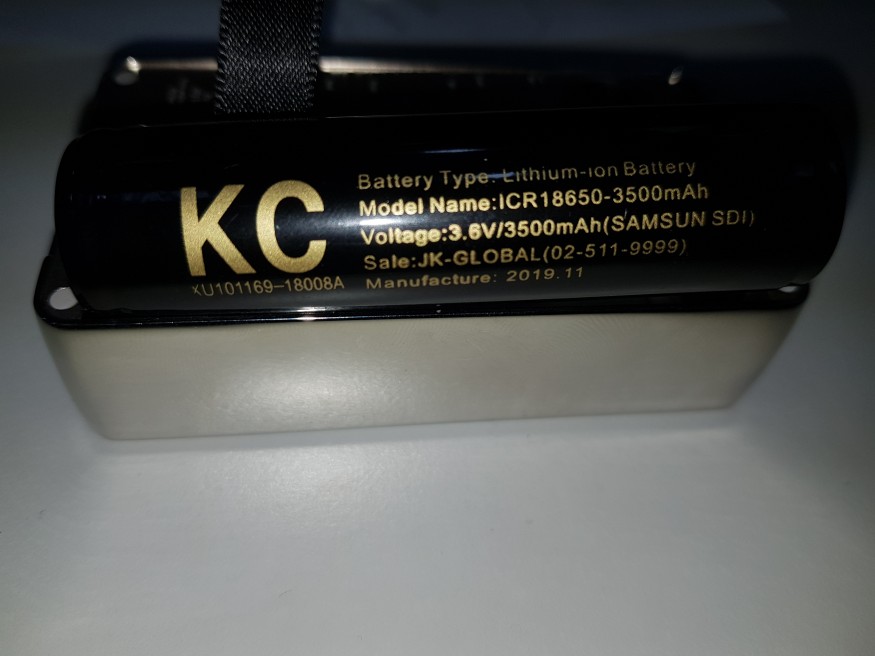 KC
KU101169-18008A
Battery Type: Lithium-ion Battery
Model Name:ICR18650-3500mAh
Voltage:3.6V/3500mAh(SAMSUN SDI)
Sale:JK-GLOBAL(02-511-9999)
Manufacture: 2019.11